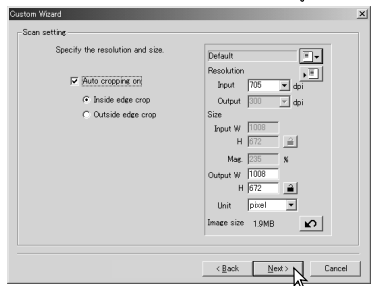 Custom Wizard
Scan setting
Specify the resolution and size.
Auto cropping on
Inside edge crop
Outside edge crop
Default
Resolution
Input 705 dpi
Output 300 dpi
Size
Input W 1008
H 672
Mag. 235 %
Output W 1008
H 672
Unit pixel
Image size 1.9MB
< Back Next > Cancel